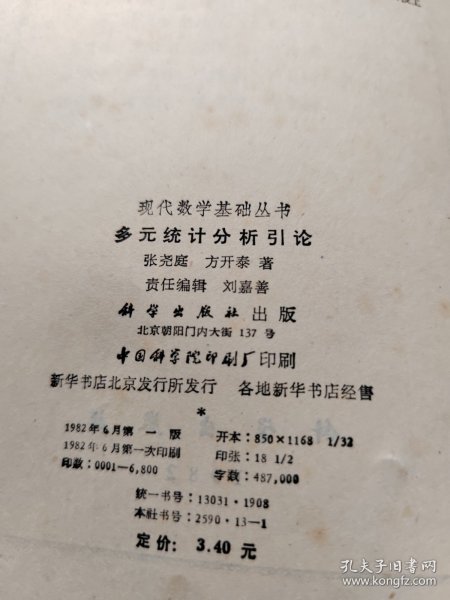 现代数学基础丛书
多元统计分析引论
张尧庭 方开泰 著
责任编辑 刘嘉善
科学出版社 出版
北京朝阳门内大街 137 号
中国科学院印刷厂 印刷
新华书店北京发行所发行 各地新华书店经售
*
1982年6月第一版 开本：850×1168 1/32
1982年6月第一次印刷 印张：18 1/2
印数：0001-6,800 字数：487,000
统一书号：13031·1908
本社书号：2590·13-1
定价：3.40 元
孔夫子旧书网
www.kongfz.com